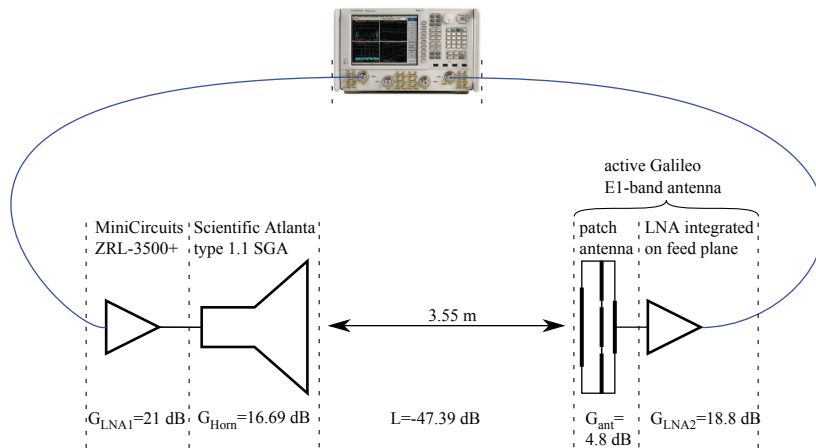 active Galileo
E1-band antenna
MiniCircuits
ZRL-3500+
Scientific Atlanta
type 1.1 SGA
patch
antenna
LNA integrated
on feed plane
3.55 m
G_LNA1=21 dB
G_Horn=16.69 dB
L=-47.39 dB
G_ant=
4.8 dB
G_LNA2=18.8 dB